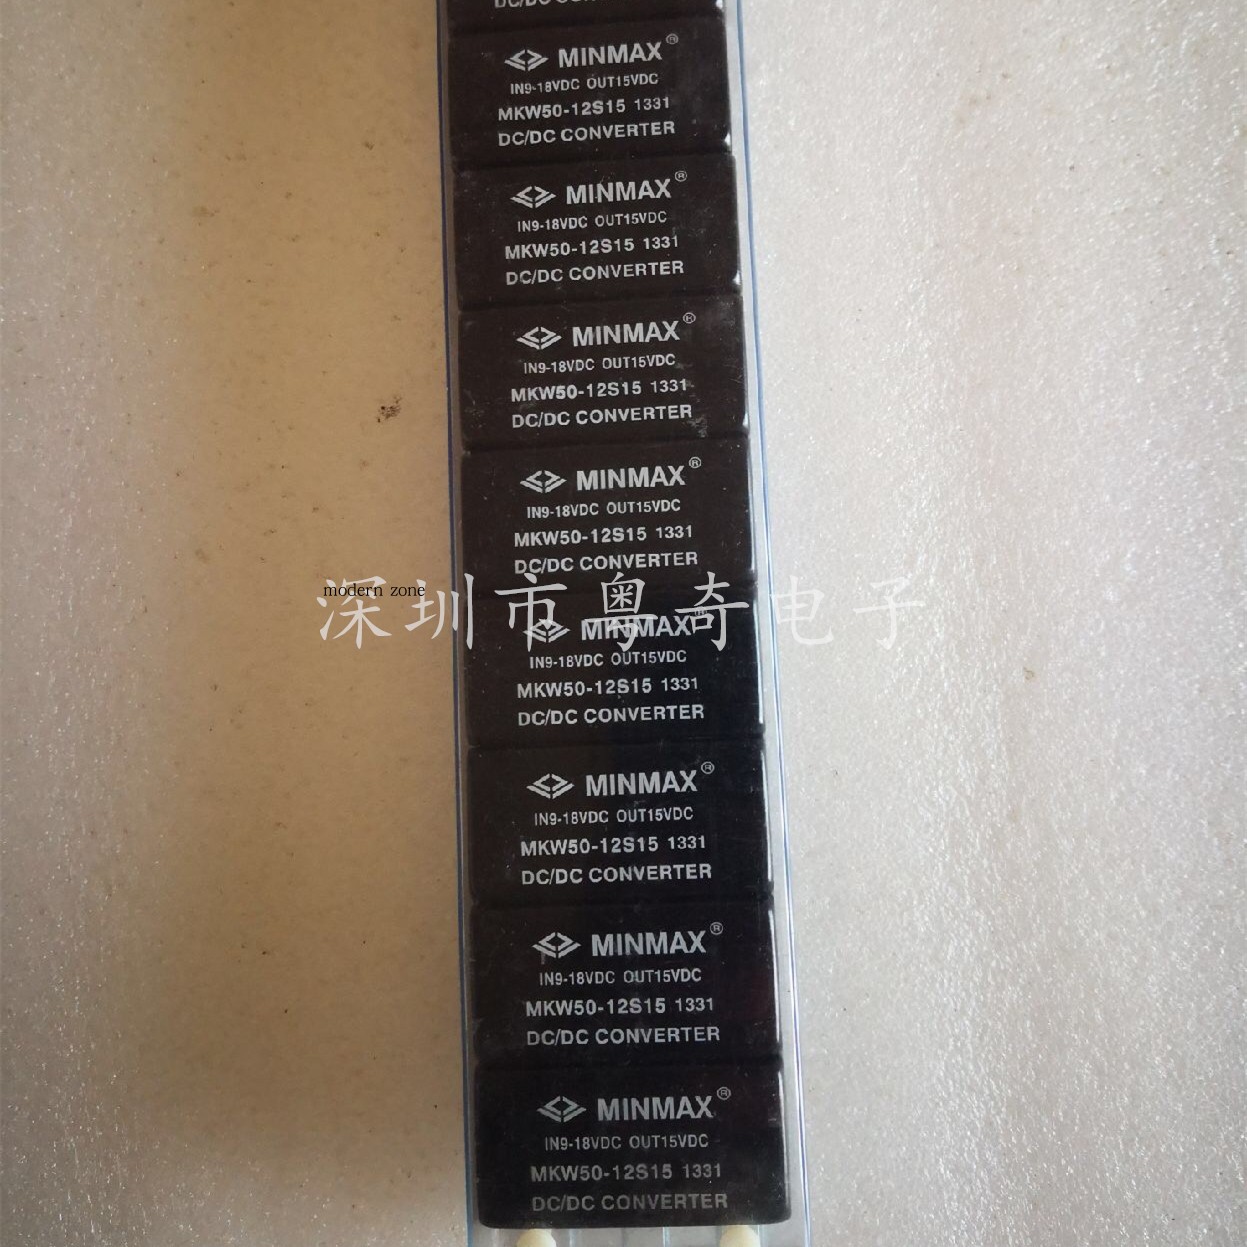 DC/DC CONVERTER
MINMAX®
IN9-18VDC OUT15VDC
MKW50-12S15 1331
DC/DC CONVERTER
MINMAX®
IN9-18VDC OUT15VDC
MKW50-12S15 1331
DC/DC CONVERTER
MINMAX®
IN9-18VDC OUT15VDC
MKW50-12S15 1331
DC/DC CONVERTER
MINMAX®
IN9-18VDC OUT15VDC
MKW50-12S15 1331
DC/DC CONVERTER
modern zone
深圳市粤奇电子
MINMAX®
IN9-18VDC OUT15VDC
MKW50-12S15 1331
DC/DC CONVERTER
MINMAX®
IN9-18VDC OUT15VDC
MKW50-12S15 1331
DC/DC CONVERTER
MINMAX®
IN9-18VDC OUT15VDC
MKW50-12S15 1331
DC/DC CONVERTER
MINMAX®
IN9-18VDC OUT15VDC
MKW50-12S15 1331
DC/DC CONVERTER